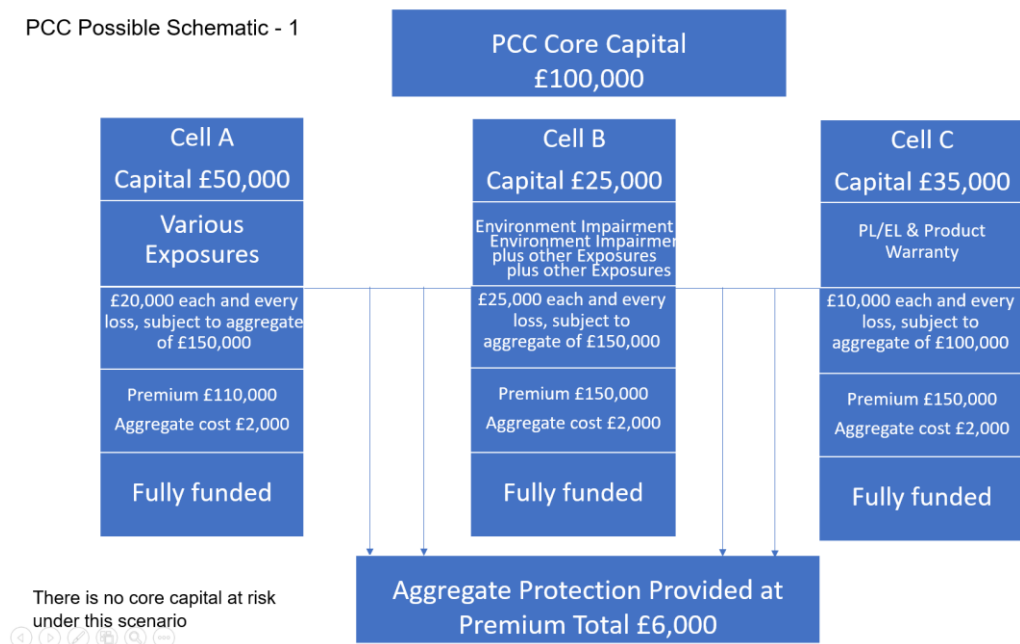 PCC Possible Schematic - 1
PCC Core Capital
£100,000
Cell A
Capital £50,000
Various
Exposures
£20,000 each and every
loss, subject to aggregate
of £150,000
Premium £110,000
Aggregate cost £2,000
Fully funded
Cell B
Capital £25,000
Environment Impairment
Environment Impairmen
plus other Exposures
plus other Exposures
£25,000 each and every
loss, subject to
aggregate of £150,000
Premium £150,000
Aggregate cost £2,000
Fully funded
Cell C
Capital £35,000
PL/EL & Product
Warranty
£10,000 each and every
loss, subject to
aggregate of £100,000
Premium £150,000
Aggregate cost £2,000
Fully funded
Aggregate Protection Provided at
Premium Total £6,000
There is no core capital at risk
under this scenario